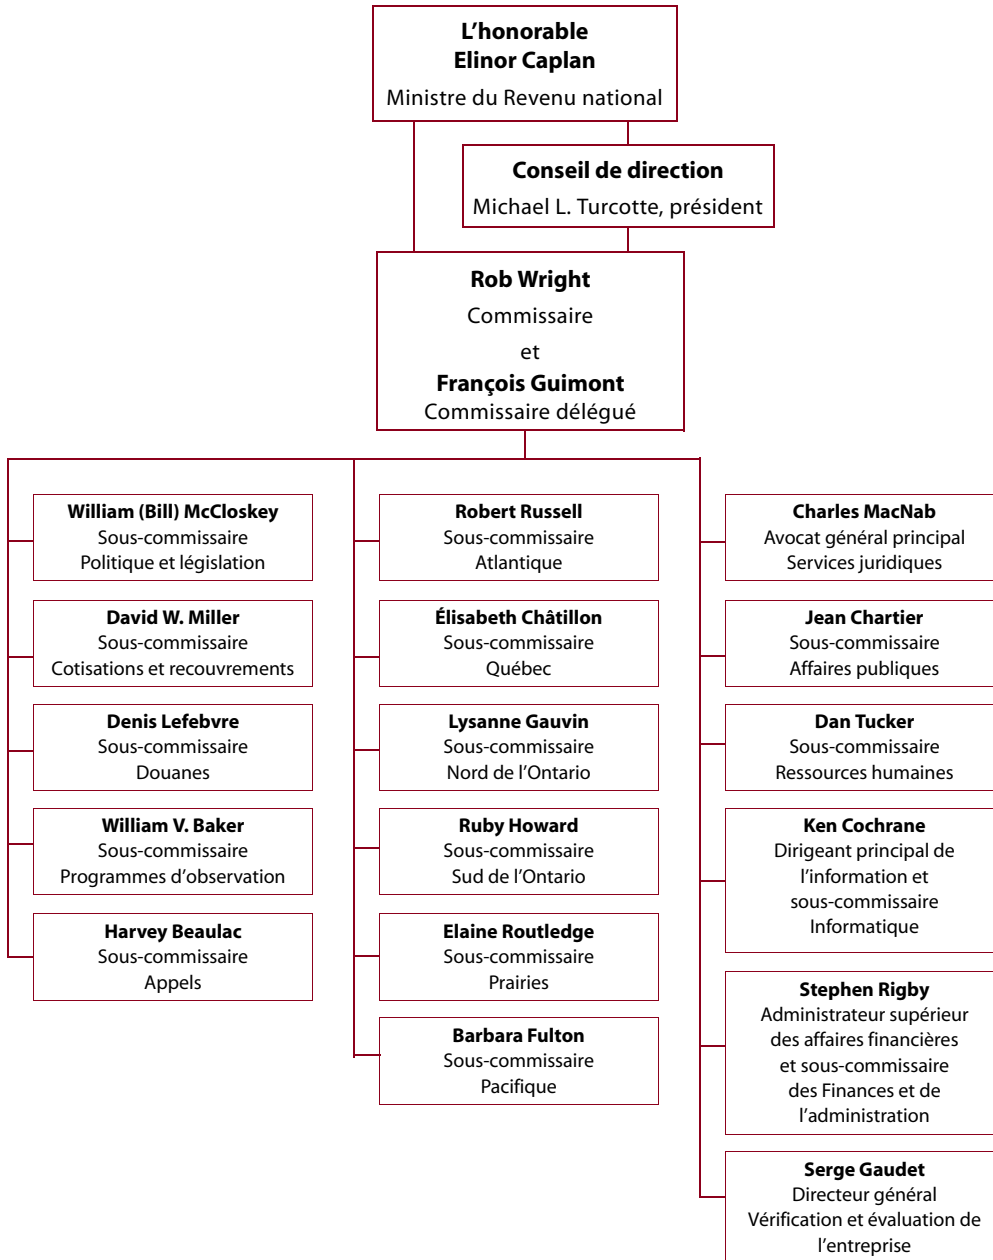 L'honorable
Elinor Caplan
Ministre du Revenu national
Conseil de direction
Michael L. Turcotte, président
Rob Wright
Commissaire
et
François Guimont
Commissaire délégué
William (Bill) McCloskey
Sous-commissaire
Politique et législation
David W. Miller
Sous-commissaire
Cotisations et recouvrements
Denis Lefebvre
Sous-commissaire
Douanes
William V. Baker
Sous-commissaire
Programmes d'observation
Harvey Beaulac
Sous-commissaire
Appels
Robert Russell
Sous-commissaire
Atlantique
Élisabeth Châtillon
Sous-commissaire
Québec
Lysanne Gauvin
Sous-commissaire
Nord de l'Ontario
Ruby Howard
Sous-commissaire
Sud de l'Ontario
Elaine Routledge
Sous-commissaire
Prairies
Barbara Fulton
Sous-commissaire
Pacifique
Charles MacNab
Avocat général principal
Services juridiques
Jean Chartier
Sous-commissaire
Affaires publiques
Dan Tucker
Sous-commissaire
Ressources humaines
Ken Cochrane
Dirigeant principal de
l'information et
sous-commissaire
Informatique
Stephen Rigby
Administrateur supérieur
des affaires financières
et sous-commissaire
des Finances et de
l'administration
Serge Gaudet
Directeur général
Vérification et évaluation de
l'entreprise